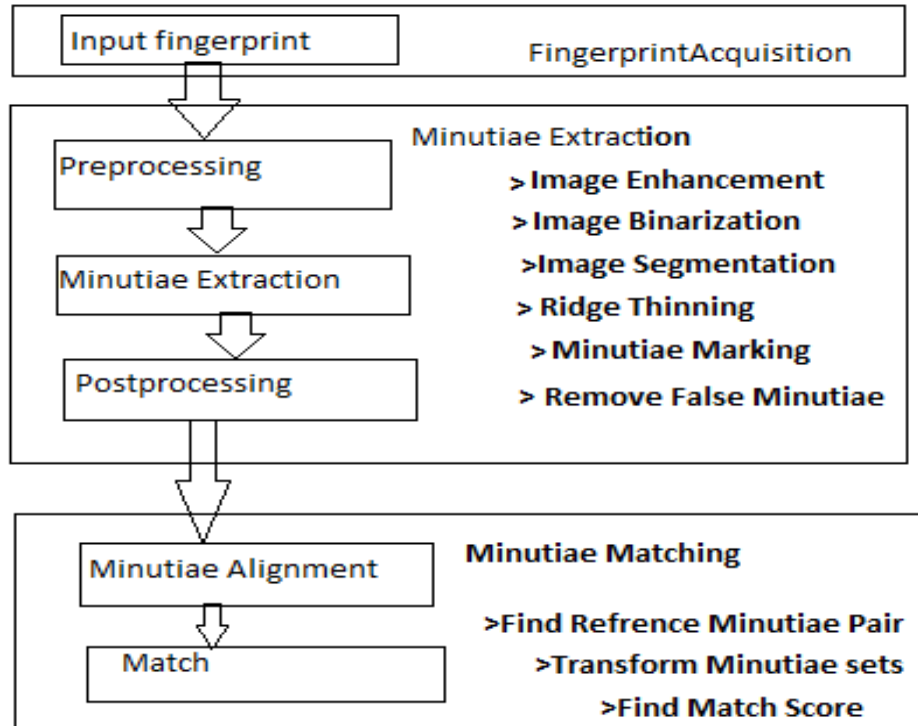 Input fingerprint
FingerprintAcquisition
Minutiae Extraction
Preprocessing
> Image Enhancement
> Image Binarization
>Image Segmentation
Minutiae Extraction
> Ridge Thinning
> Minutiae Marking
Postprocessing
> Remove False Minutiae
Minutiae Matching
Minutiae Alignment
>Find Refrence Minutiae Pair
Match
>Transform Minutiae sets
>Find Match Score